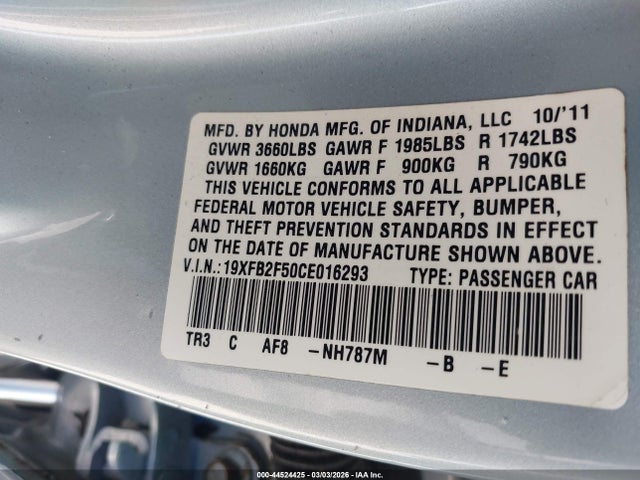 MFD. BY HONDA MFG. OF INDIANA, LLC 10/'11
GVWR 3660LBS GAWR F 1985LBS R 1742LBS
GVWR 1660KG GAWR F 900KG R 790KG
THIS VEHICLE CONFORMS TO ALL APPLICABLE
FEDERAL MOTOR VEHICLE SAFETY, BUMPER,
AND THEFT PREVENTION STANDARDS IN EFFECT
ON THE DATE OF MANUFACTURE SHOWN ABOVE.
V.I.N.:19XFB2F50CE016293 TYPE: PASSENGER CAR
TR3 C AF8 -NH787M -B -E
000-44524425 | 03/03/2026 | IAA Inc.